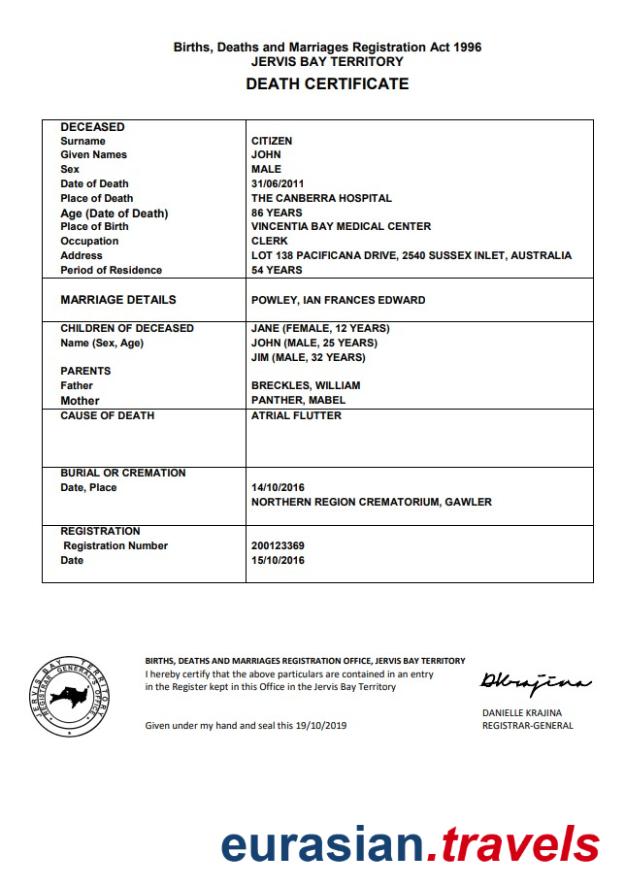 Births, Deaths and Marriages Registration Act 1996
JERVIS BAY TERRITORY
DEATH CERTIFICATE
DECEASED
Surname CITIZEN
Given Names JOHN
Sex MALE
Date of Death 31/06/2011
Place of Death THE CANBERRA HOSPITAL
Age (Date of Death) 86 YEARS
Place of Birth VINCENTIA BAY MEDICAL CENTER
Occupation CLERK
Address LOT 138 PACIFICANA DRIVE, 2540 SUSSEX INLET, AUSTRALIA
Period of Residence 54 YEARS
MARRIAGE DETAILS POWLEY, IAN FRANCES EDWARD
CHILDREN OF DECEASED JANE (FEMALE, 12 YEARS)
Name (Sex, Age) JOHN (MALE, 25 YEARS)
JIM (MALE, 32 YEARS)
PARENTS
Father BRECKLES, WILLIAM
Mother PANTHER, MABEL
CAUSE OF DEATH ATRIAL FLUTTER
BURIAL OR CREMATION
Date, Place 14/10/2016
NORTHERN REGION CREMATORIUM, GAWLER
REGISTRATION
Registration Number 200123369
Date 15/10/2016
JERVIS BAY TERRITORY
REGISTRAR GENERAL'S OFFICE
BIRTHS, DEATHS AND MARRIAGES REGISTRATION OFFICE, JERVIS BAY TERRITORY
I hereby certify that the above particulars are contained in an entry
in the Register kept in this Office in the Jervis Bay Territory
Given under my hand and seal this 19/10/2019
DKrajina
DANIELLE KRAJINA
REGISTRAR-GENERAL
eurasian.travels